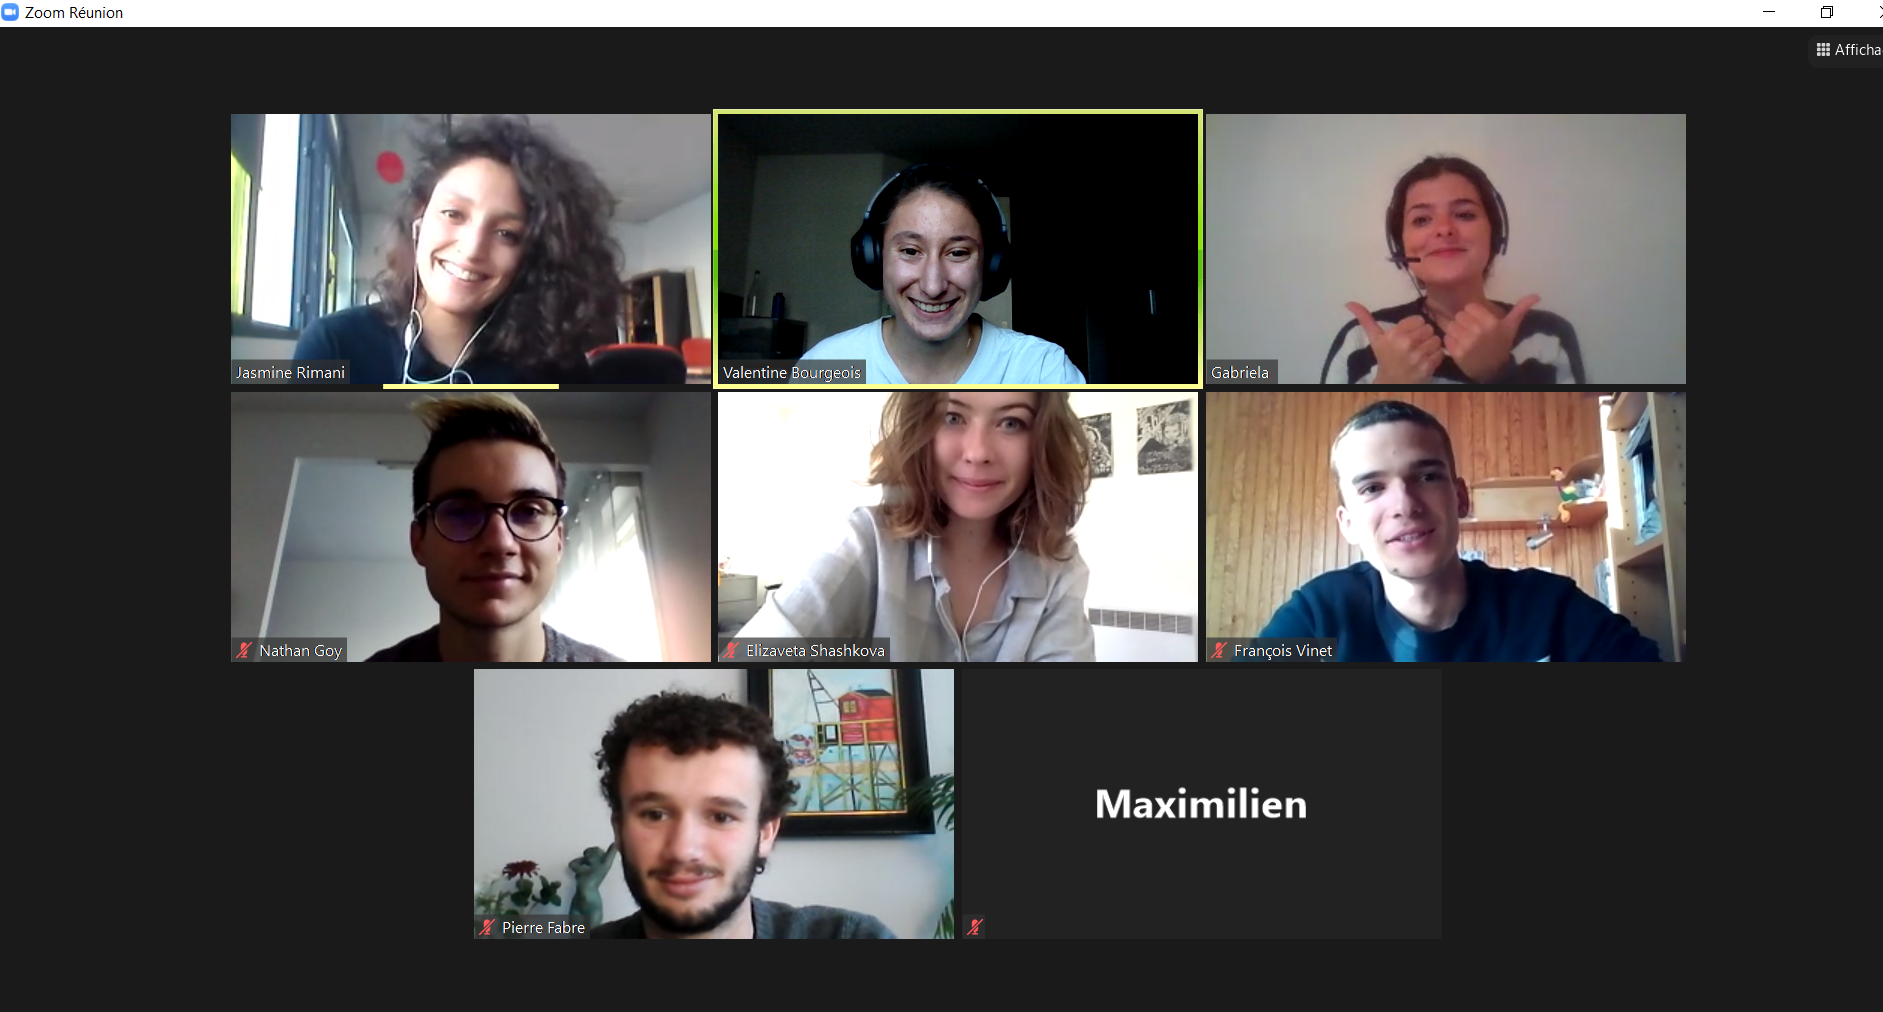 Zoom Réunion
Afficha
Jasmine Rimani
Valentine Bourgeois
Gabriela
Nathan Goy
Elizaveta Shashkova
François Vinet
Pierre Fabre
Maximilien